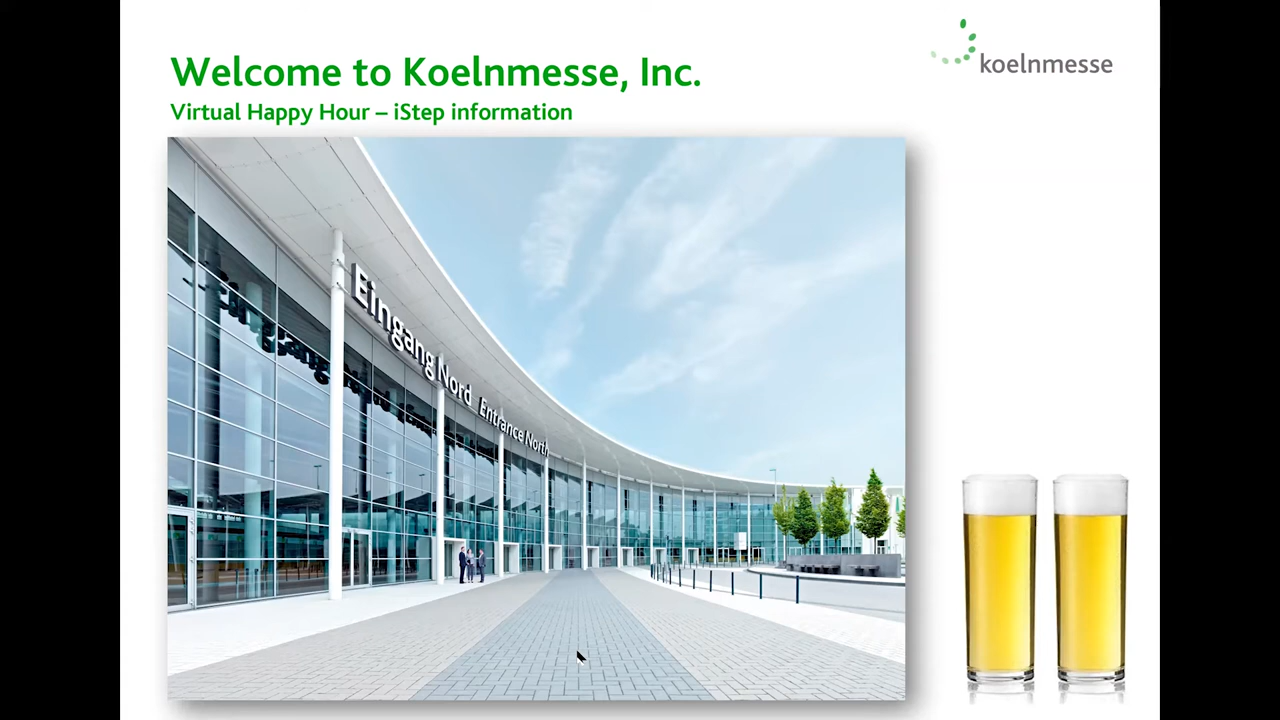 Welcome to Koelnmesse, Inc.
koelnmesse
Virtual Happy Hour – iStep information
Eingang Nord Entrance North